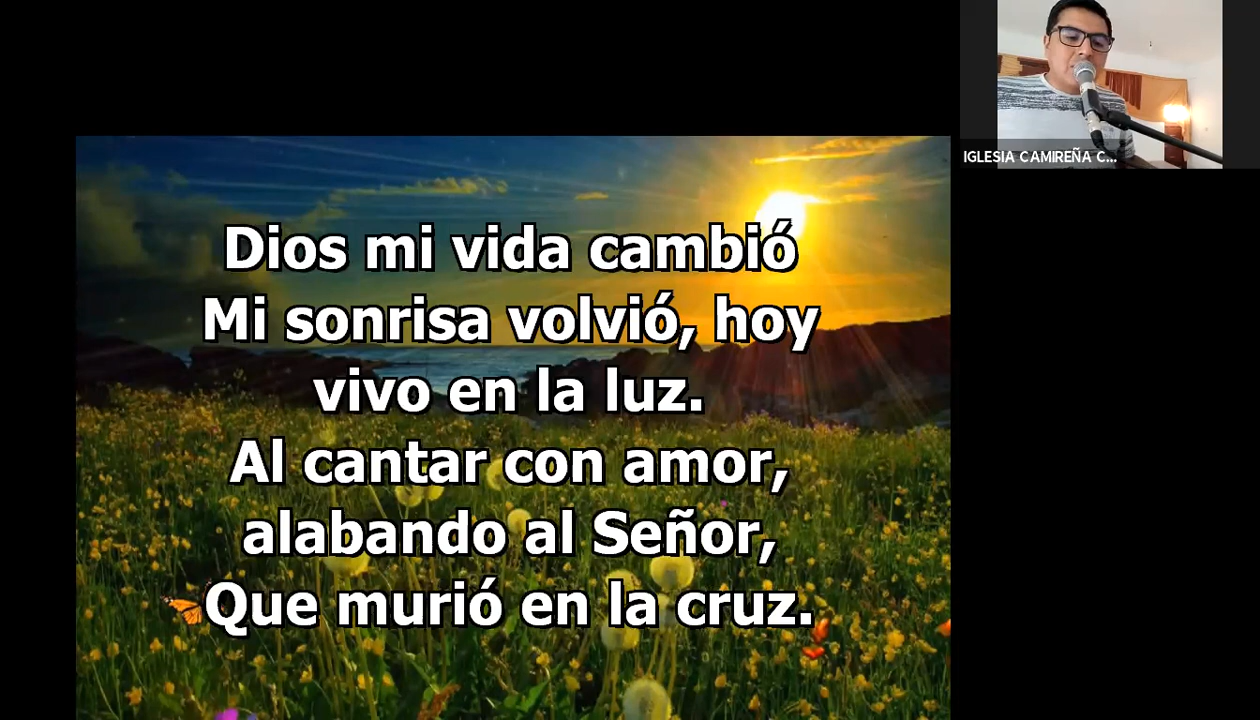 IGLESIA CAMIREÑA C...
Dios mi vida cambió
Mi sonrisa volvió, hoy
vivo en la luz.
Al cantar con amor,
alabando al Señor,
Que murió en la cruz.